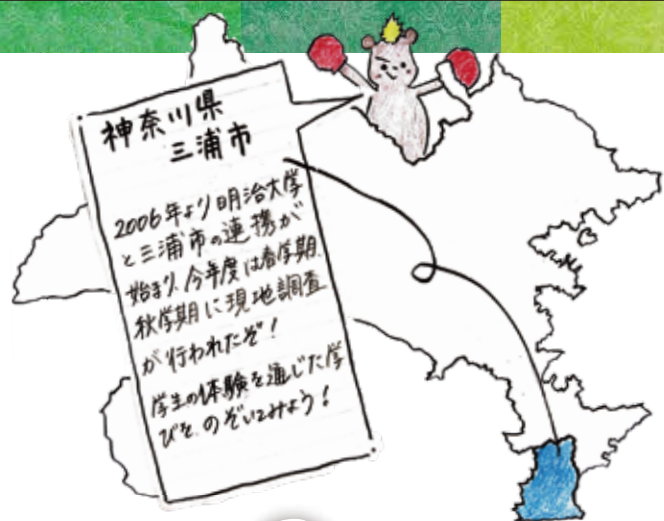 神奈川県
三浦市
2006年より明治大学
と三浦市の連携が
始まり、今年度は春学期、
秋学期に現地調査
が行われたぞ！
学生の体験を通じた学
びを、のぞいてみよう！